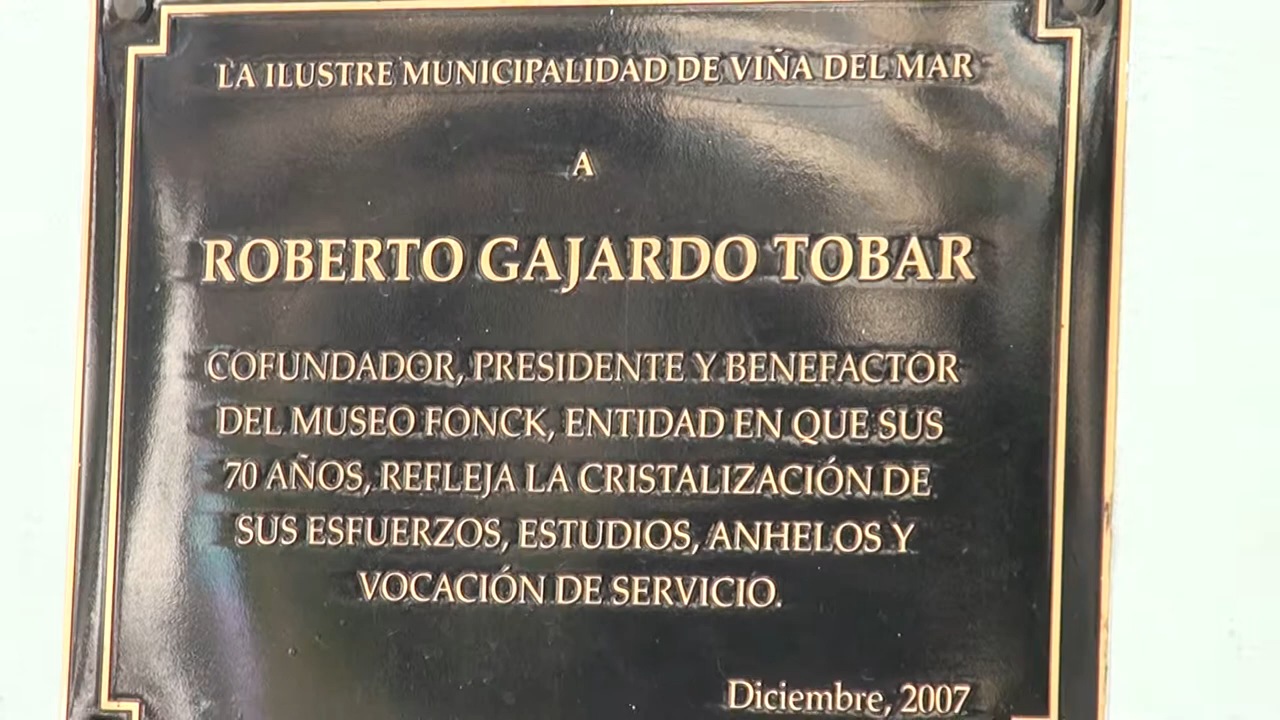 LA ILUSTRE MUNICIPALIDAD DE VIÑA DEL MAR
A
ROBERTO GAJARDO TOBAR
COFUNDADOR, PRESIDENTE Y BENEFACTOR
DEL MUSEO FONCK, ENTIDAD EN QUE SUS
70 AÑOS, REFLEJA LA CRISTALIZACIÓN DE
SUS ESFUERZOS, ESTUDIOS, ANHELOS Y
VOCACIÓN DE SERVICIO.
Diciembre, 2007